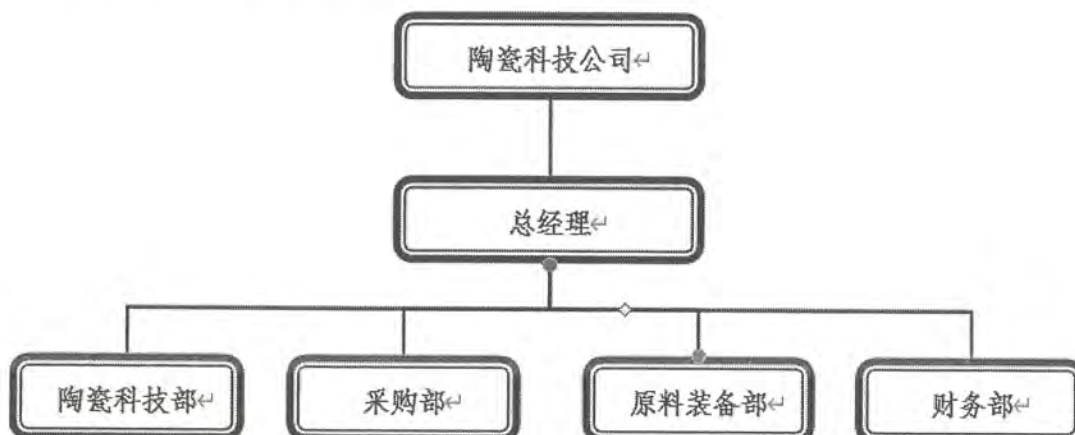 陶瓷科技公司↵
总经理↵
陶瓷科技部↵
采购部↵
原料装备部↵
财务部↵